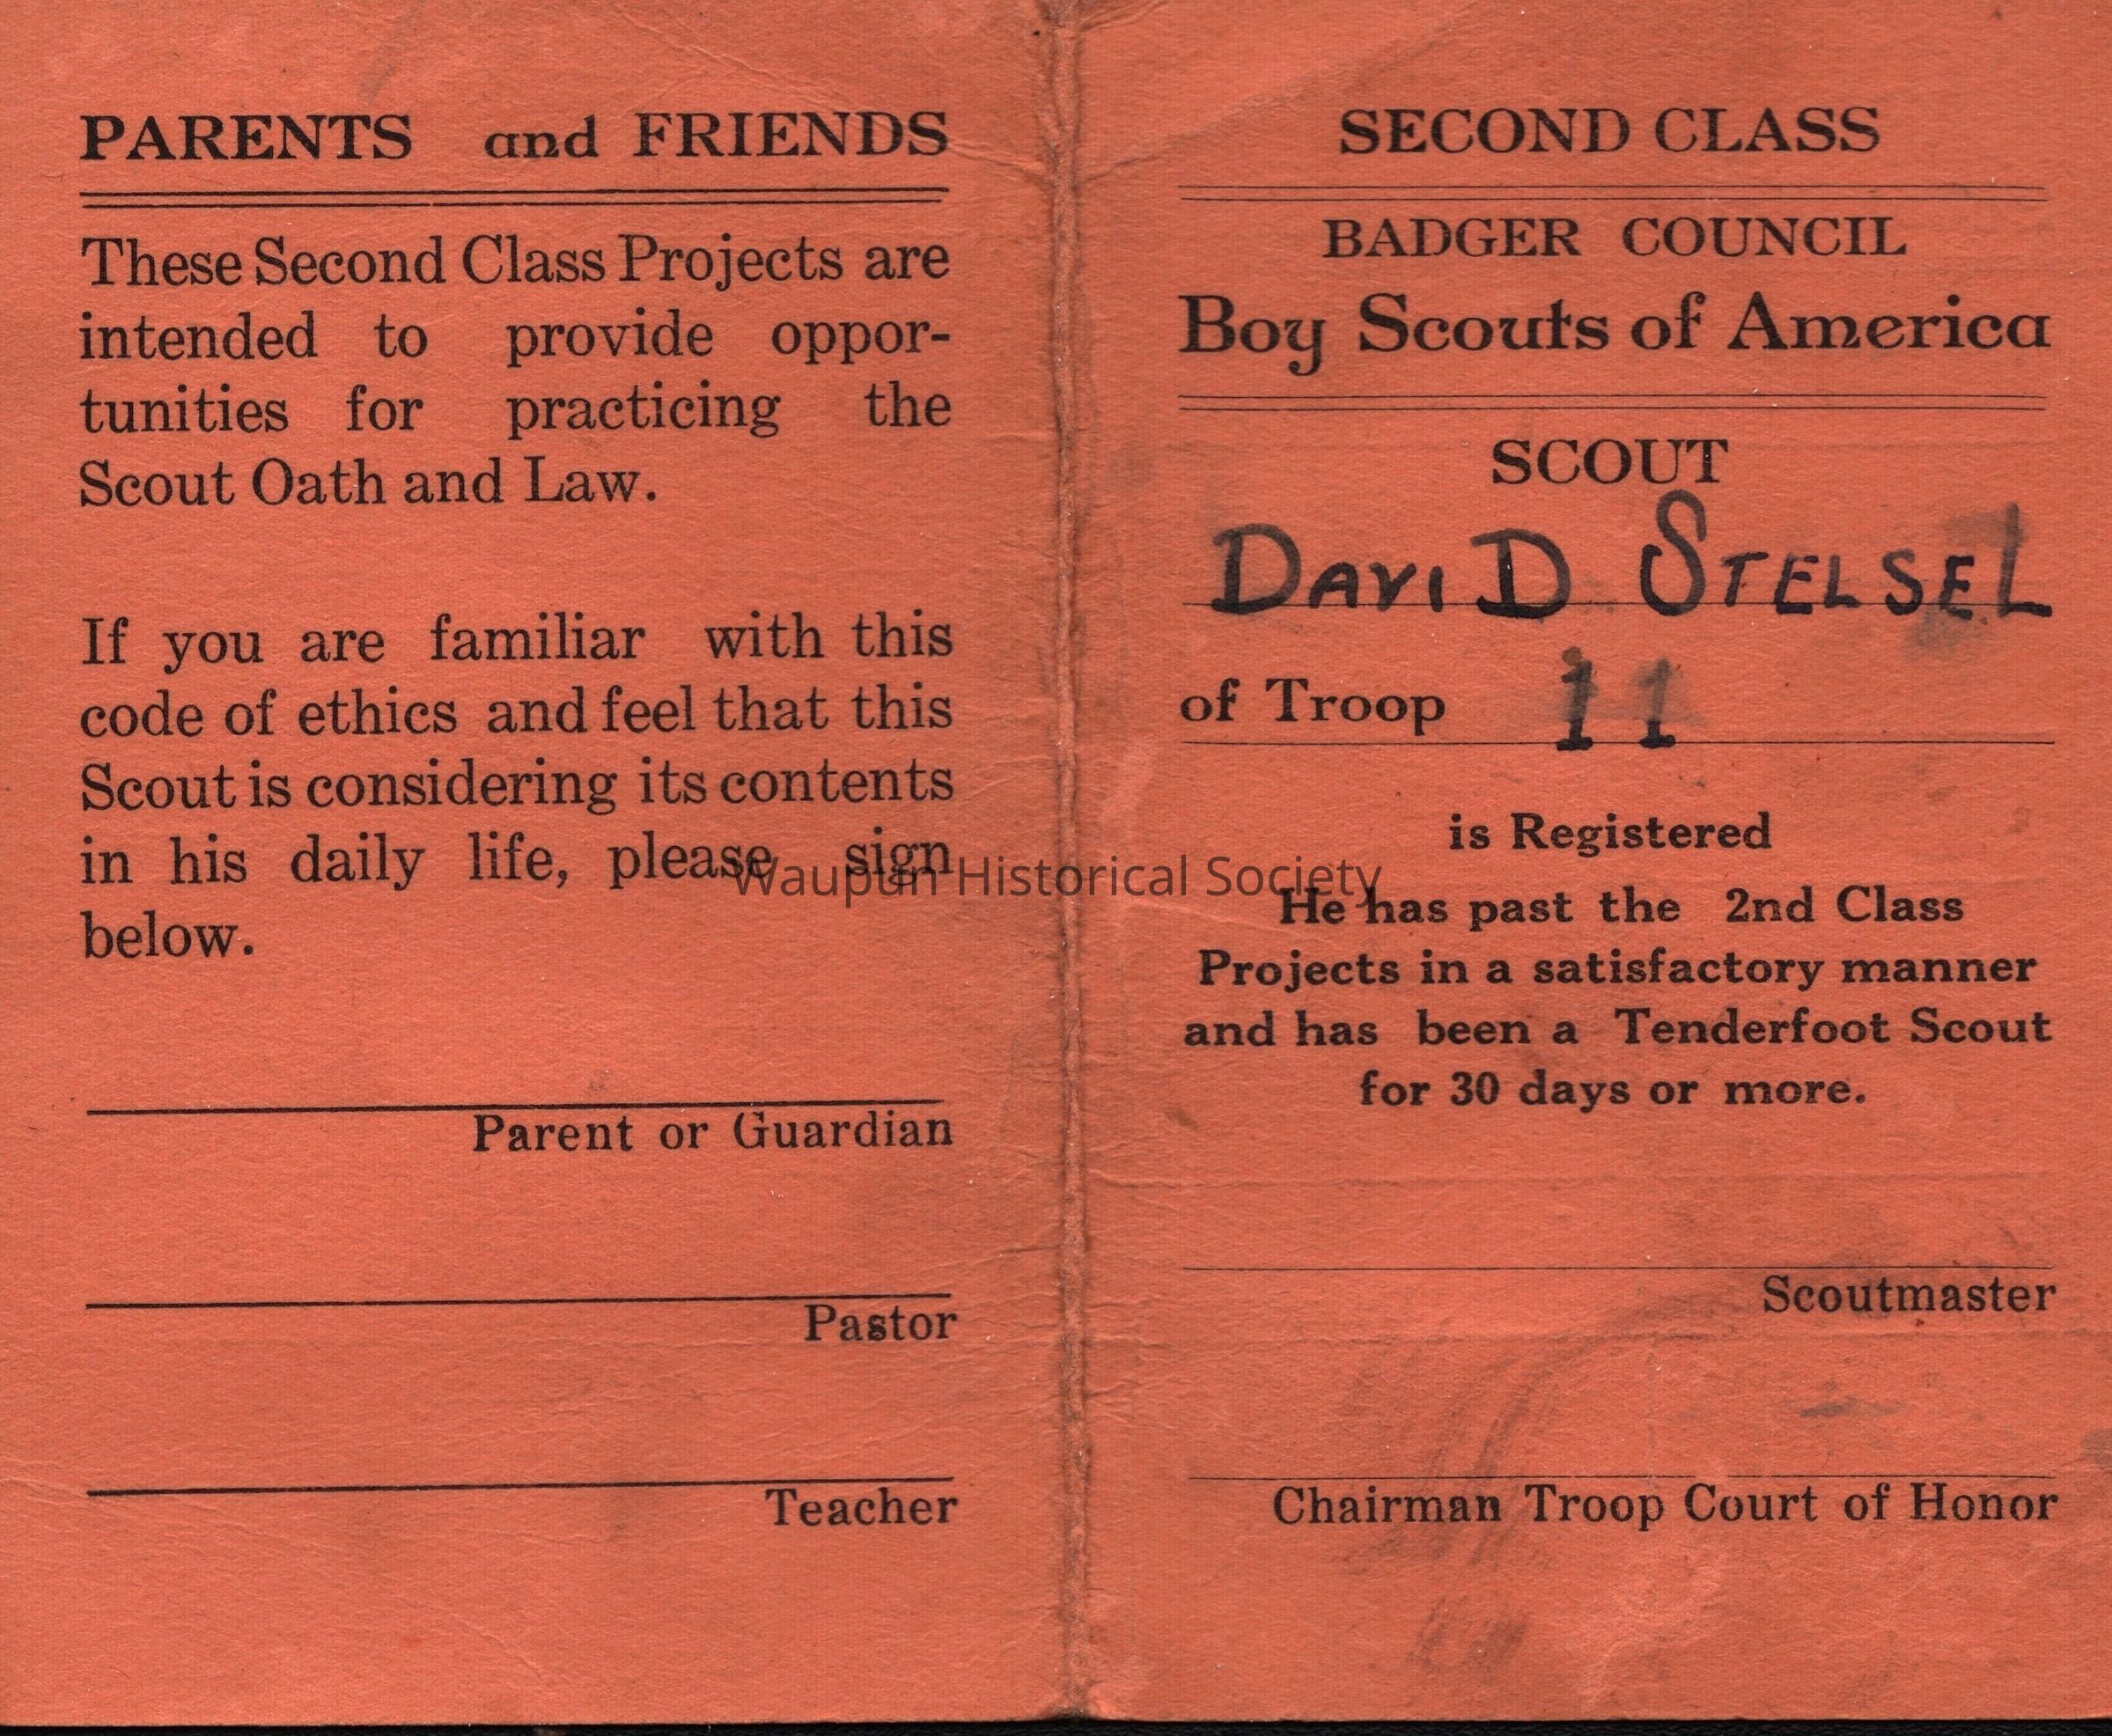 PARENTS and FRIENDS
These Second Class Projects are
intended to provide oppor-
tunities for practicing the
Scout Oath and Law.
If you are familiar with this
code of ethics and feel that this
Scout is considering its contents
in his daily life, please sign
below.
Parent or Guardian
Pastor
Teacher
SECOND CLASS
BADGER COUNCIL
Boy Scouts of America
SCOUT
DAVID STELSEL
of Troop 11
is Registered
He has past the 2nd Class
Projects in a satisfactory manner
and has been a Tenderfoot Scout
for 30 days or more.
Scoutmaster
Chairman Troop Court of Honor
Waupun Historical Society